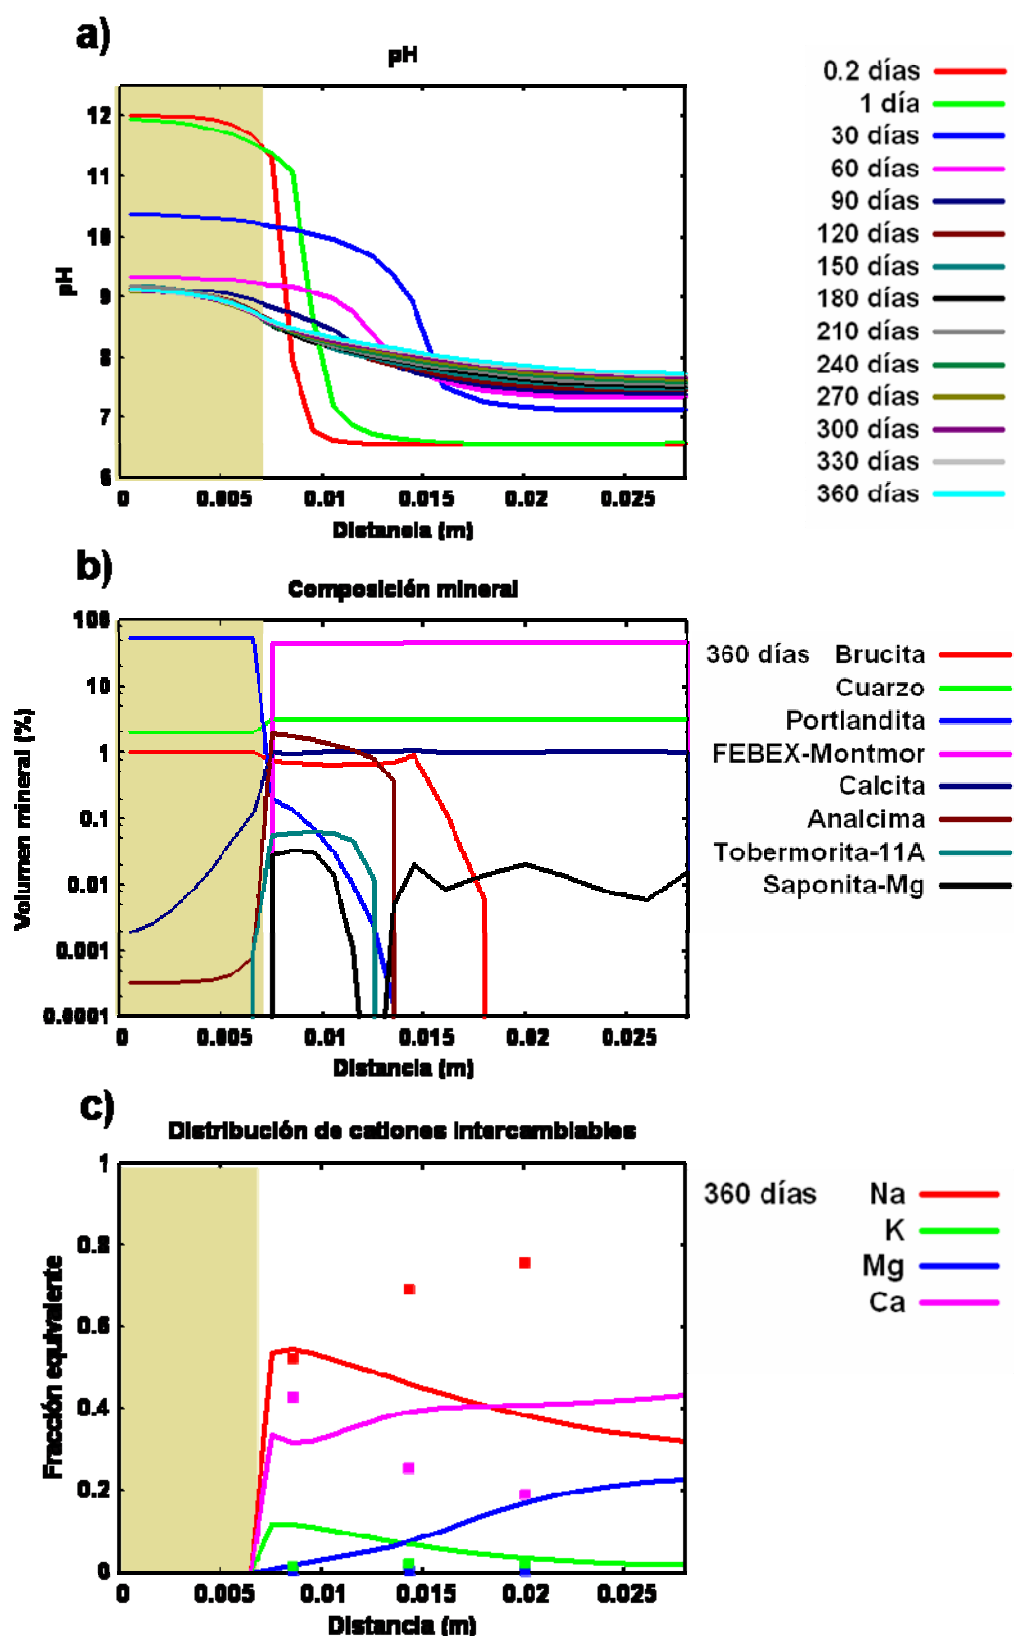 a)
pH
12
11
10
9
8
7
6
pH
0 0.005 0.01 0.015 0.02 0.025
Distancia (m)
0.2 días
1 día
30 días
60 días
90 días
120 días
150 días
180 días
210 días
240 días
270 días
300 días
330 días
360 días
b)
Composición mineral
100
10
1
0.1
0.01
0.001
0.0001
Volumen mineral (%)
0 0.005 0.01 0.015 0.02 0.025
Distancia (m)
360 días Brucita
Cuarzo
Portlandita
FEBEX-Montmor
Calcita
Analcima
Tobermorita-11A
Saponita-Mg
c)
Distribución de cationes intercambiables
1
0.8
0.6
0.4
0.2
0
Fracción equivalente
0 0.005 0.01 0.015 0.02 0.025
Distancia (m)
360 días Na
K
Mg
Ca